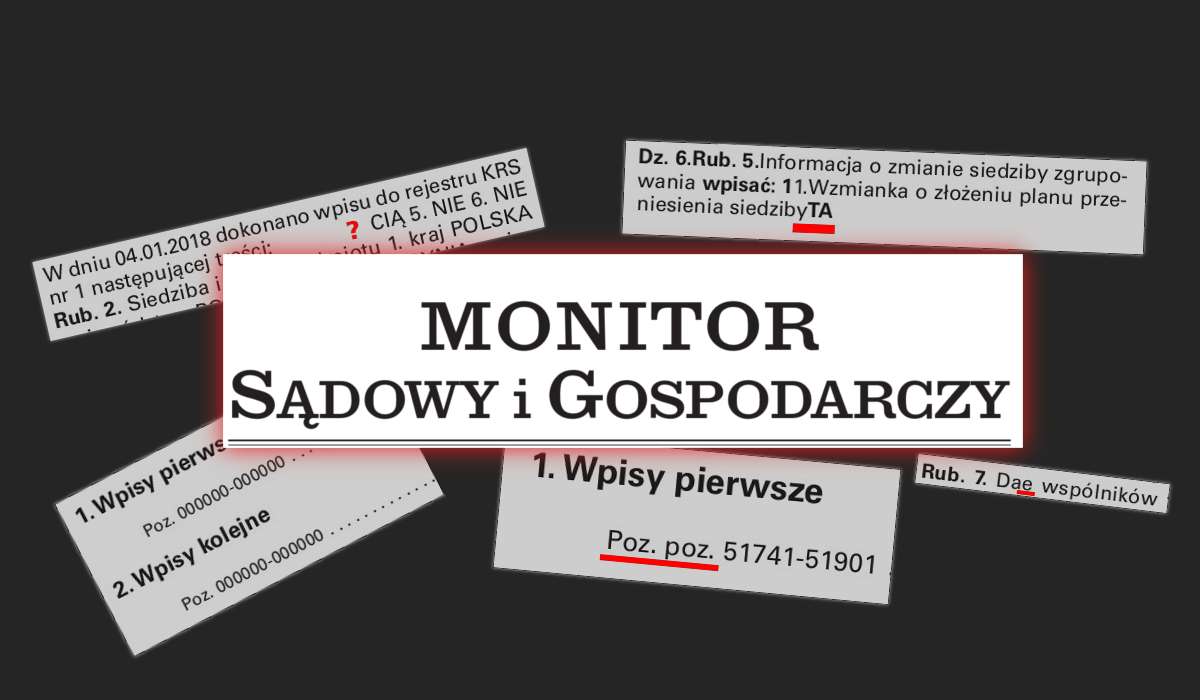 W dniu 04.01.2018 dokonano wpisu do rejestru KRS
nr 1 następującej treści: ? CIĄ 5. NIE 6. NIE
Rub. 2. Siedziba i 1. kraj POLSKA
Dz. 6.Rub. 5.Informacja o zmianie siedziby zgrupo-
wania wpisać: 11.Wzmianka o złożeniu planu prze-
niesienia siedzibyTA
MONITOR
SĄDOWY i GOSPODARCZY
1. Wpisy pierws
Poz. 000000-000000 . . .
2. Wpisy kolejne
Poz. 000000-000000 . . . . . . . . . . . .
1. Wpisy pierwsze
Poz. poz. 51741-51901
Rub. 7. Dae wspólników